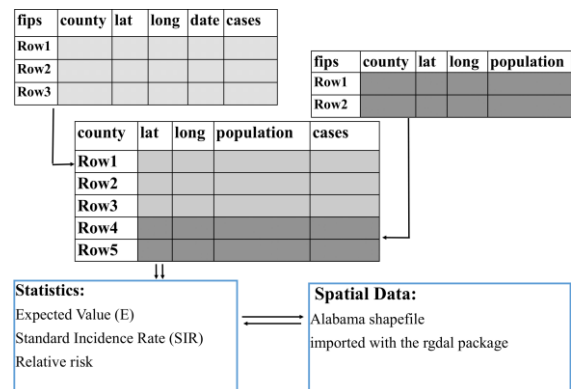 fips county lat long date cases
Row1
Row2
Row3
fips county lat long population
Row1
Row2
county lat long population cases
Row1
Row2
Row3
Row4
Row5
Statistics:
Expected Value (E)
Standard Incidence Rate (SIR)
Relative risk
Spatial Data:
Alabama shapefile
imported with the rgdal package